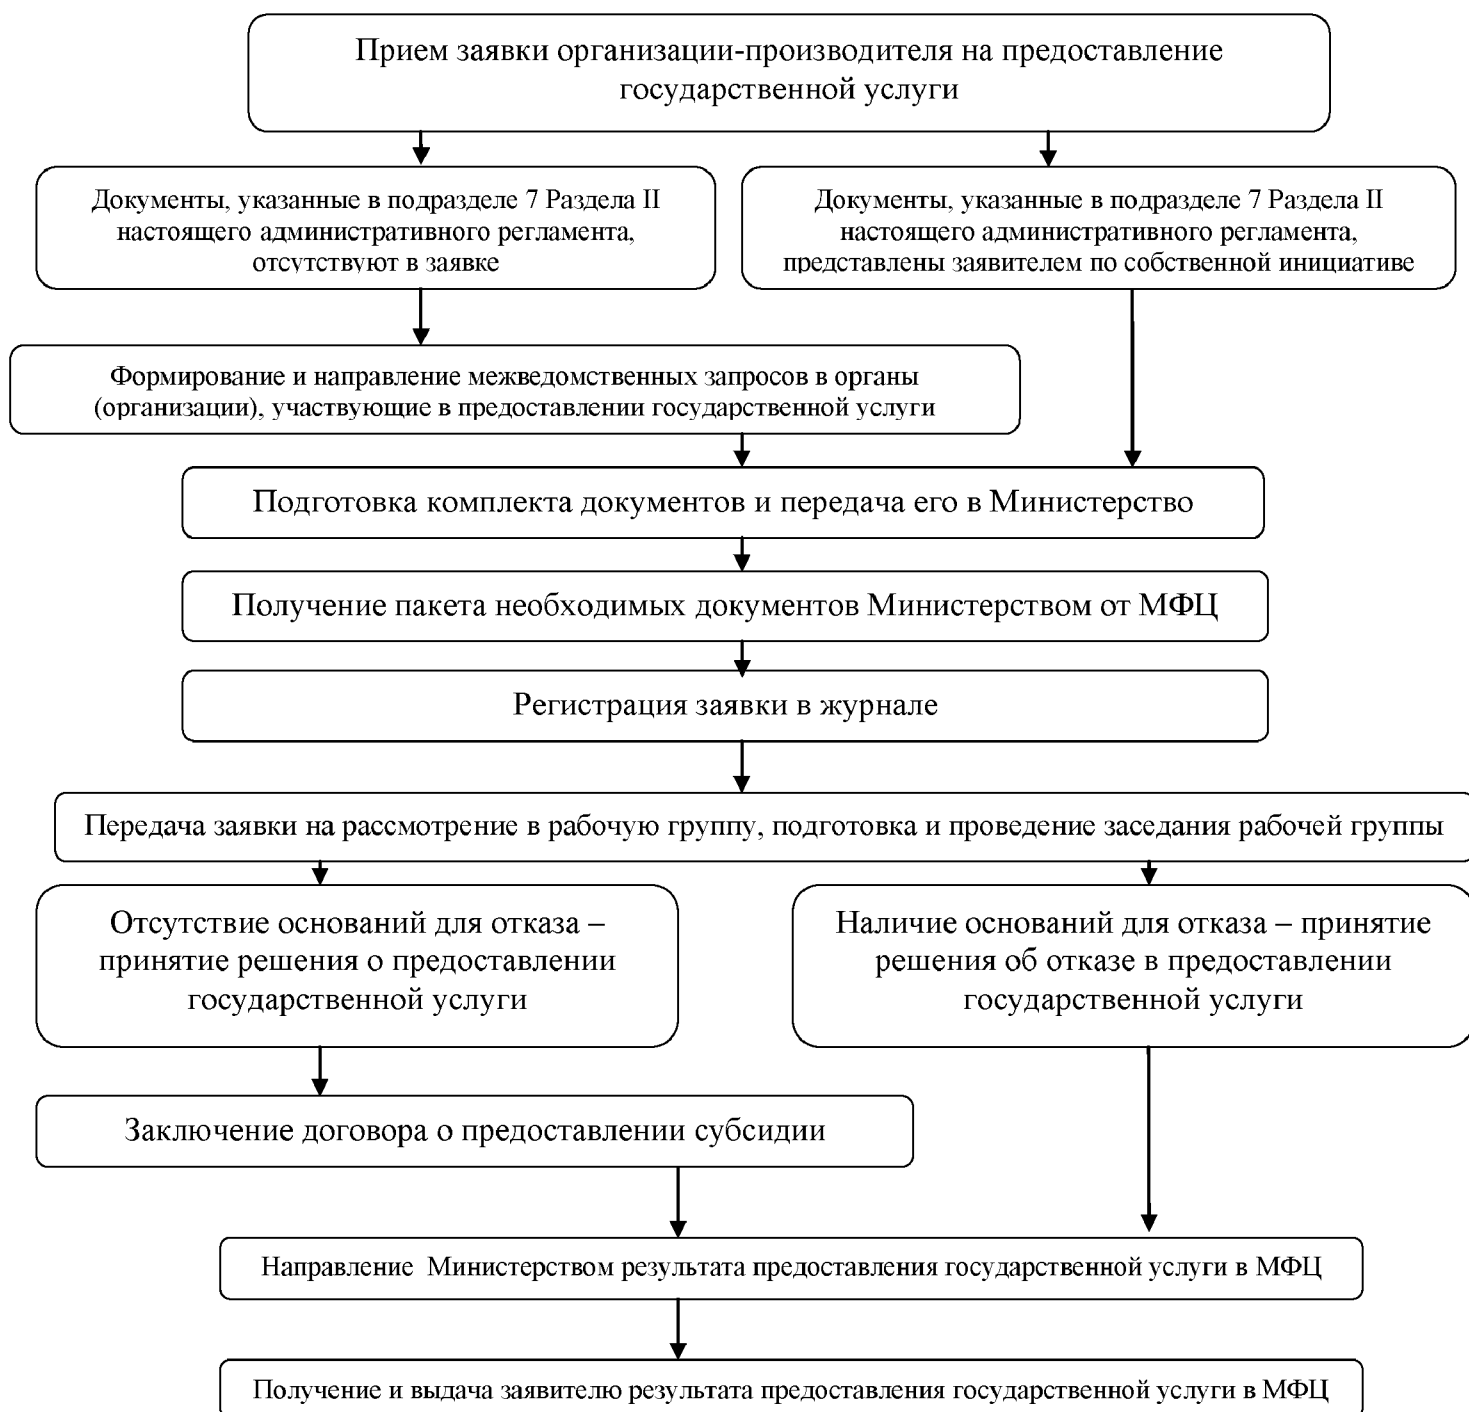 Прием заявки организации-производителя на предоставление
государственной услуги
Документы, указанные в подразделе 7 Раздела II
настоящего административного регламента,
отсутствуют в заявке
Документы, указанные в подразделе 7 Раздела II
настоящего административного регламента,
представлены заявителем по собственной инициативе
Формирование и направление межведомственных запросов в органы
(организации), участвующие в предоставлении государственной услуги
Подготовка комплекта документов и передача его в Министерство
Получение пакета необходимых документов Министерством от МФЦ
Регистрация заявки в журнале
Передача заявки на рассмотрение в рабочую группу, подготовка и проведение заседания рабочей группы
Отсутствие оснований для отказа –
принятие решения о предоставлении
государственной услуги
Наличие оснований для отказа – принятие
решения об отказе в предоставлении
государственной услуги
Заключение договора о предоставлении субсидии
Направление Министерством результата предоставления государственной услуги в МФЦ
Получение и выдача заявителю результата предоставления государственной услуги в МФЦ